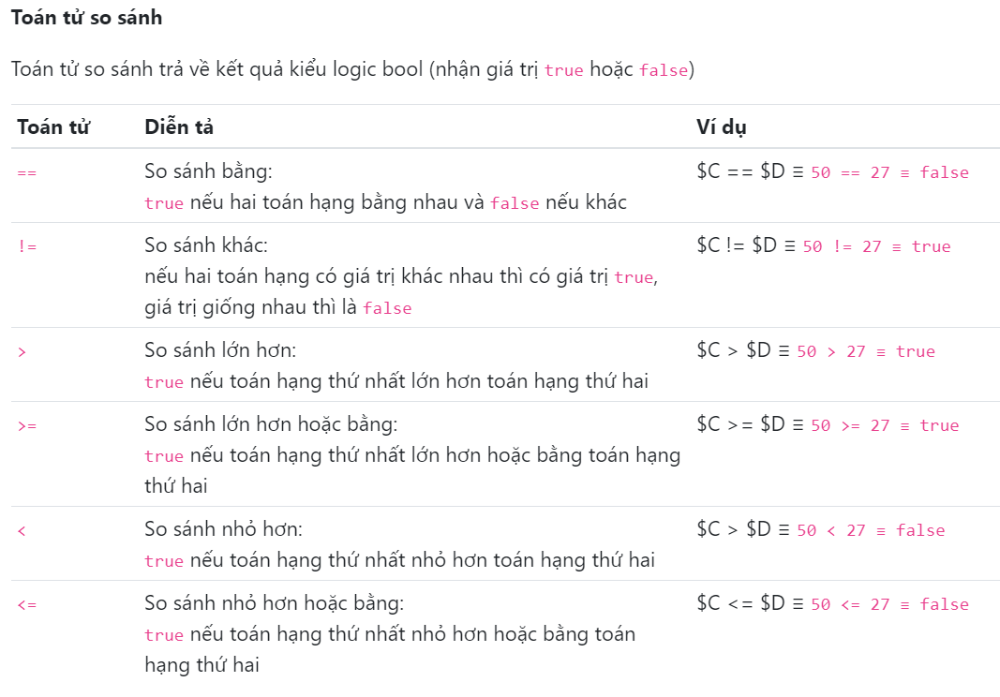 Toán tử so sánh
Toán tử so sánh trả về kết quả kiểu logic bool (nhận giá trị true hoặc false)
Toán tử Diễn tả Ví dụ
== So sánh bằng: $C == $D ≡ 50 == 27 ≡ false
true nếu hai toán hạng bằng nhau và false nếu khác
!= So sánh khác: $C != $D ≡ 50 != 27 ≡ true
nếu hai toán hạng có giá trị khác nhau thì có giá trị true,
giá trị giống nhau thì là false
> So sánh lớn hơn: $C > $D ≡ 50 > 27 ≡ true
true nếu toán hạng thứ nhất lớn hơn toán hạng thứ hai
>= So sánh lớn hơn hoặc bằng: $C >= $D ≡ 50 >= 27 ≡ true
true nếu toán hạng thứ nhất lớn hơn hoặc bằng toán hạng
thứ hai
< So sánh nhỏ hơn: $C > $D ≡ 50 < 27 ≡ false
true nếu toán hạng thứ nhất nhỏ hơn toán hạng thứ hai
<= So sánh nhỏ hơn hoặc bằng: $C <= $D ≡ 50 <= 27 ≡ false
true nếu toán hạng thứ nhất nhỏ hơn hoặc bằng toán
hạng thứ hai